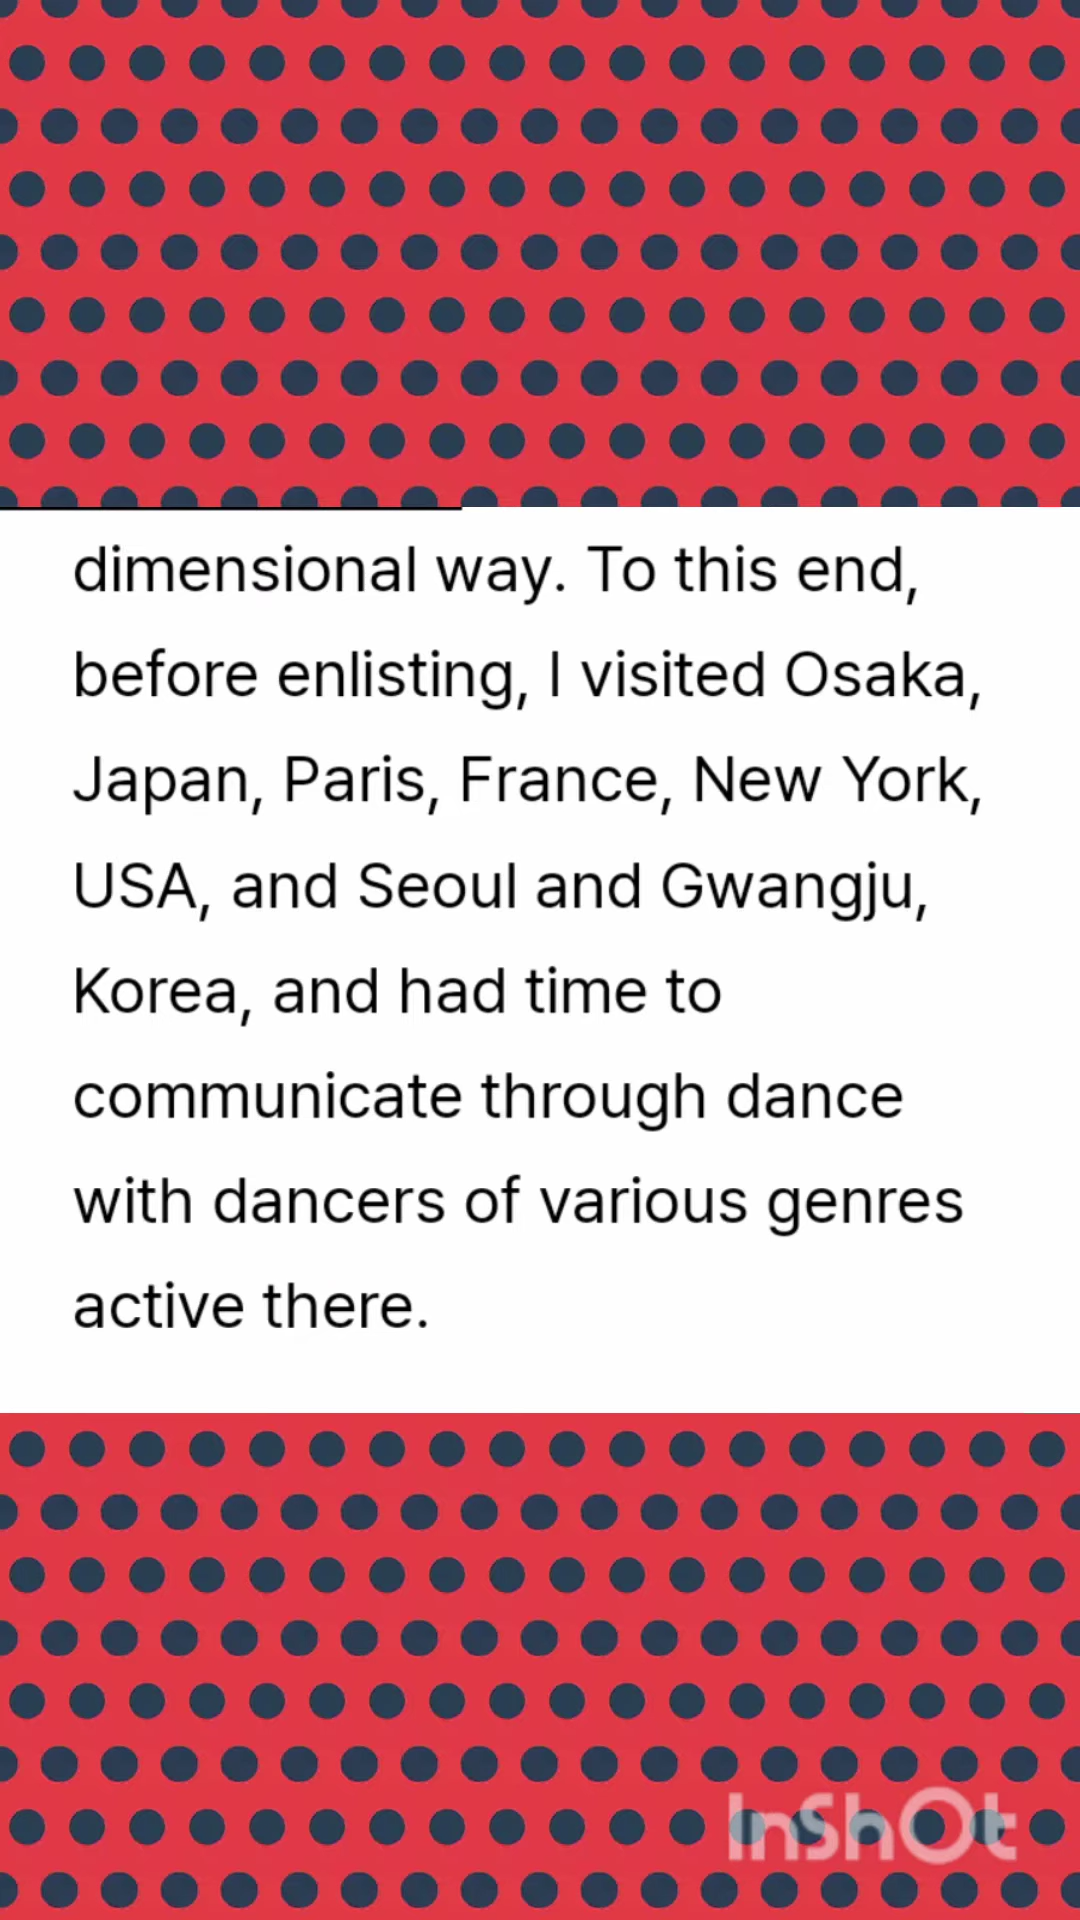 dimensional way. To this end,
before enlisting, I visited Osaka,
Japan, Paris, France, New York,
USA, and Seoul and Gwangju,
Korea, and had time to
communicate through dance
with dancers of various genres
active there.
InShOt